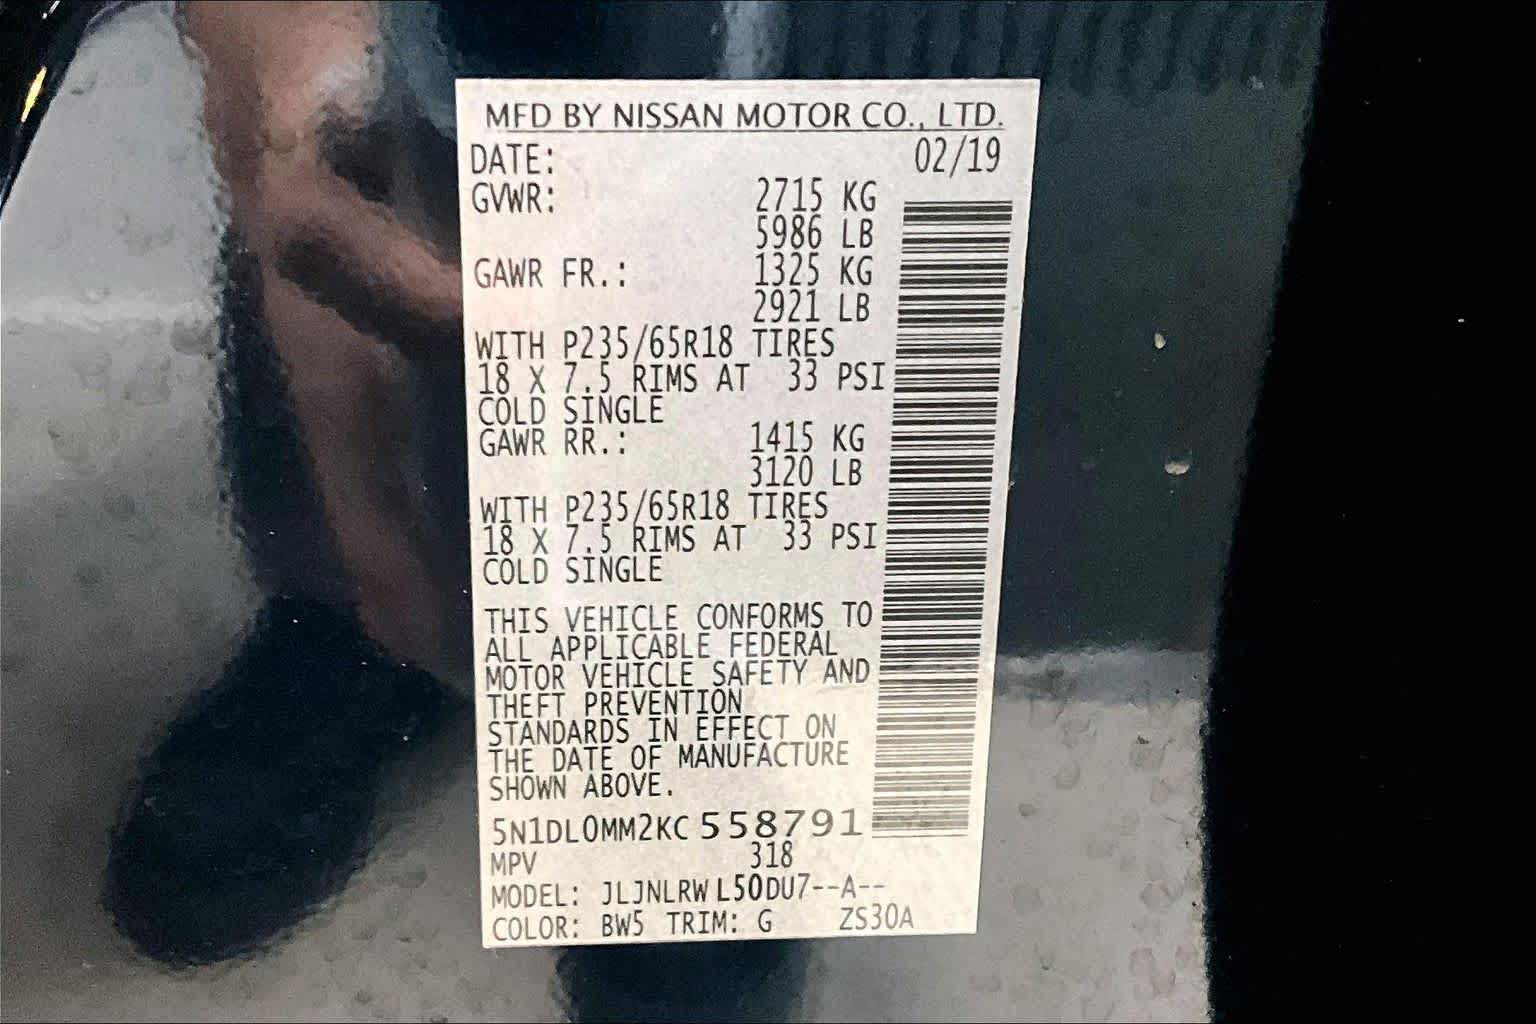 MFD BY NISSAN MOTOR CO., LTD.
DATE: 02/19
GVWR: 2715 KG
5986 LB
GAWR FR.: 1325 KG
2921 LB
WITH P235/65R18 TIRES
18 X 7.5 RIMS AT 33 PSI
COLD SINGLE
GAWR RR.: 1415 KG
3120 LB
WITH P235/65R18 TIRES
18 X 7.5 RIMS AT 33 PSI
COLD SINGLE
THIS VEHICLE CONFORMS TO
ALL APPLICABLE FEDERAL
MOTOR VEHICLE SAFETY AND
THEFT PREVENTION
STANDARDS IN EFFECT ON
THE DATE OF MANUFACTURE
SHOWN ABOVE.
5N1DL0MM2KC558791
MPV 318
MODEL: JLJNLRWL50DU7--A--
COLOR: BW5 TRIM: G ZS30A